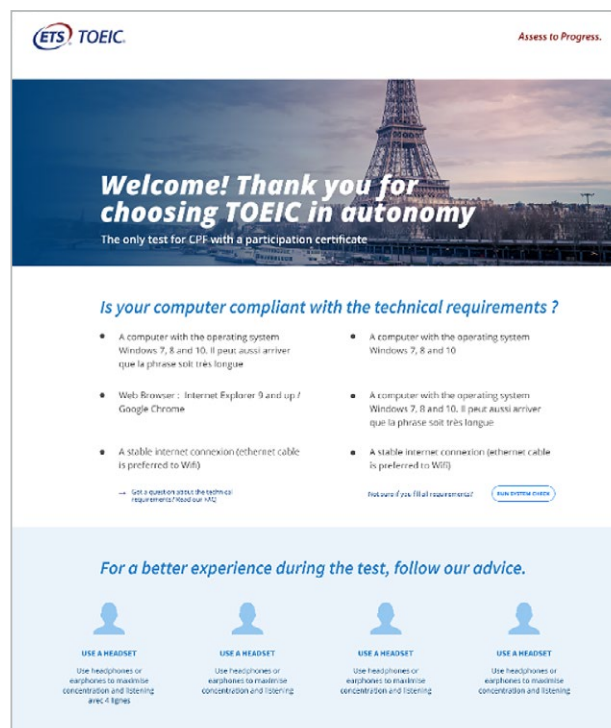 ETS TOEIC.
Assess to Progress.
Welcome! Thank you for
choosing TOEIC in autonomy
The only test for CPF with a participation certificate
Is your computer compliant with the technical requirements ?
A computer with the operating system
Windows 7, 8 and 10. Il peut aussi arriver
que la phrase soit très longue
Web Browser : Internet Explorer 9 and up /
Google Chrome
A stable internet connexion (ethernet cable
is preferred to Wifi)
→ Got a question about the technical
requirements? Read our FAQ
A computer with the operating system
Windows 7, 8 and 10
A computer with the operating system
Windows 7, 8 and 10. Il peut aussi arriver
que la phrase soit très longue
A stable internet connexion (ethernet cable
is preferred to Wifi)
Not sure if you fill all requirements?
RUN SYSTEM CHECK
For a better experience during the test, follow our advice.
USE A HEADSET
Use headphones or
earphones to maximise
concentration and listening
avec 4 lignes
USE A HEADSET
Use headphones or
earphones to maximise
concentration and listening
USE A HEADSET
Use headphones or
earphones to maximise
concentration and listening
USE A HEADSET
Use headphones or
earphones to maximise
concentration and listening